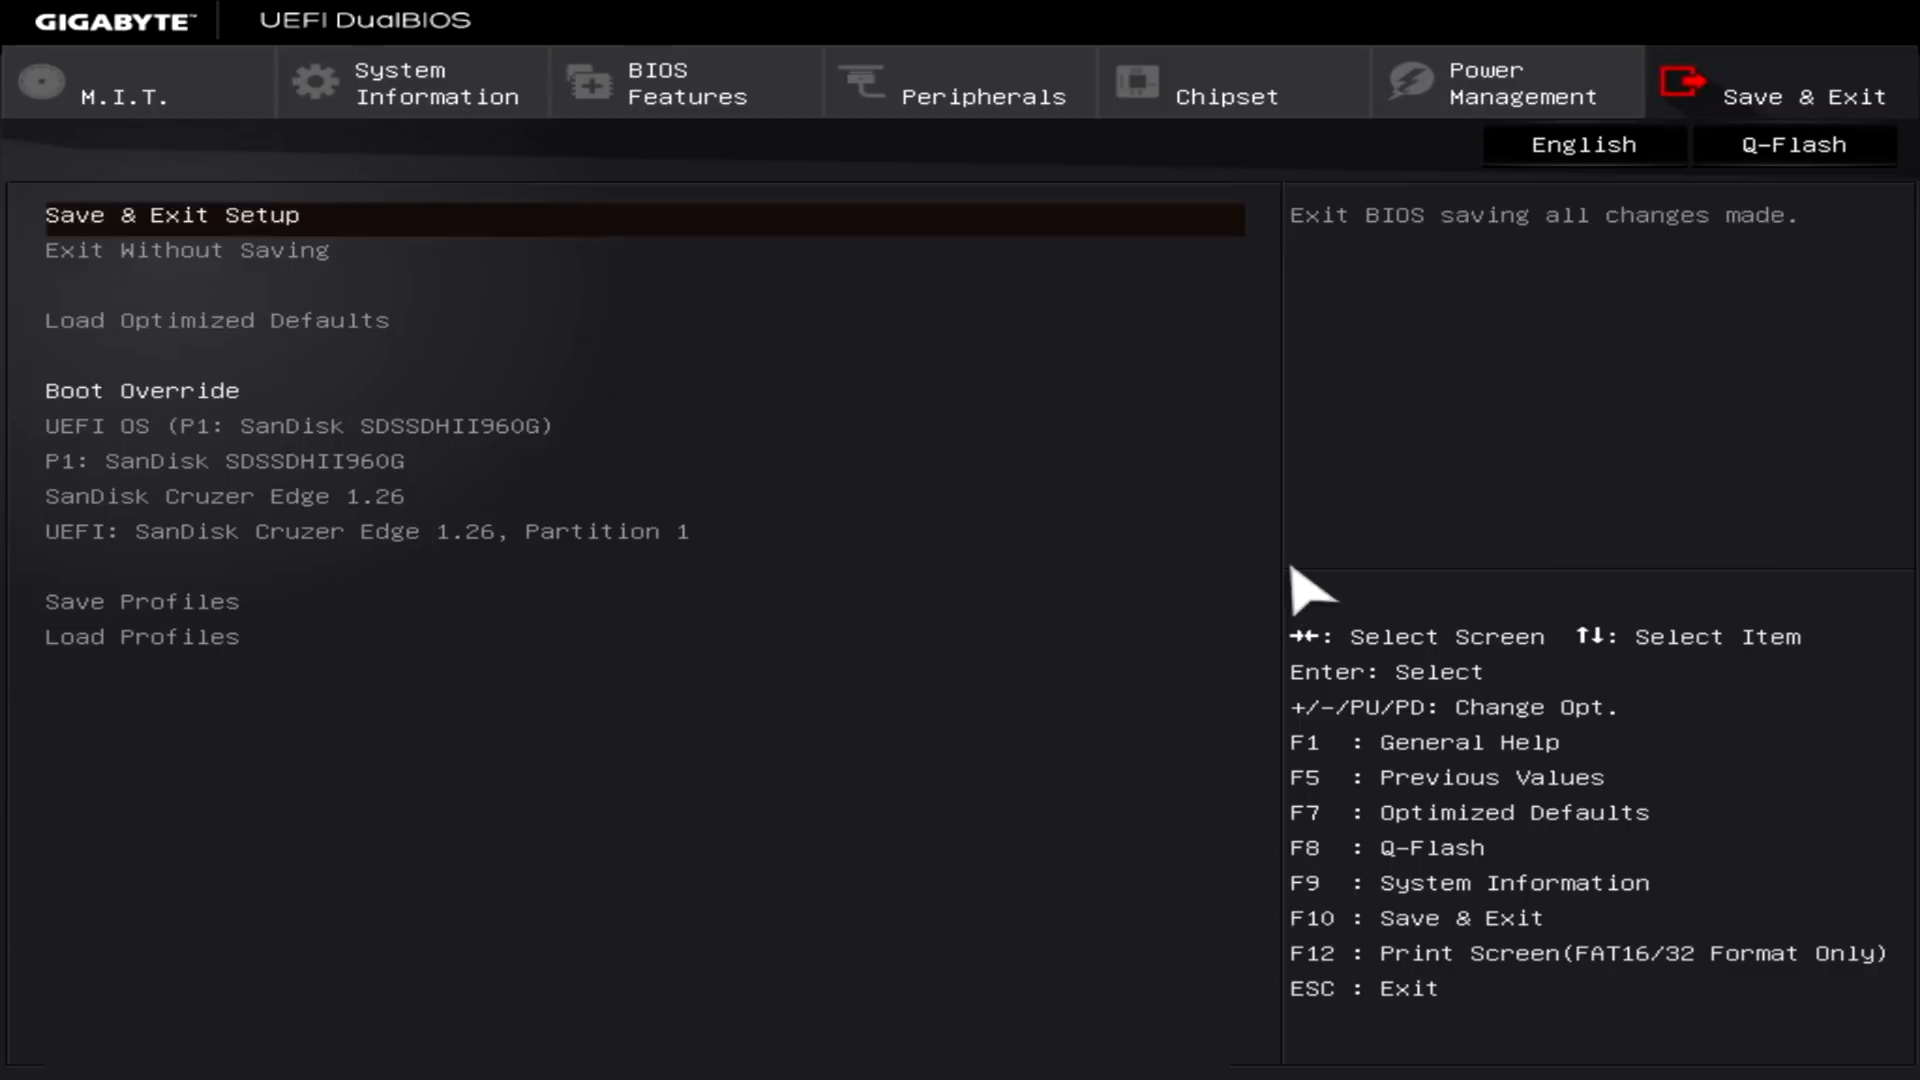 GIGABYTE™ UEFI DualBIOS
M.I.T.
System
Information
BIOS
Features
Peripherals
Chipset
Power
Management
Save & Exit
English
Q-Flash
Save & Exit Setup
Exit Without Saving
Load Optimized Defaults
Boot Override
UEFI OS (P1: SanDisk SDSSDHII960G)
P1: SanDisk SDSSDHII960G
SanDisk Cruzer Edge 1.26
UEFI: SanDisk Cruzer Edge 1.26, Partition 1
Save Profiles
Load Profiles
Exit BIOS saving all changes made.
→←: Select Screen ↑↓: Select Item
Enter: Select
+/-/PU/PD: Change Opt.
F1 : General Help
F5 : Previous Values
F7 : Optimized Defaults
F8 : Q-Flash
F9 : System Information
F10 : Save & Exit
F12 : Print Screen(FAT16/32 Format Only)
ESC : Exit